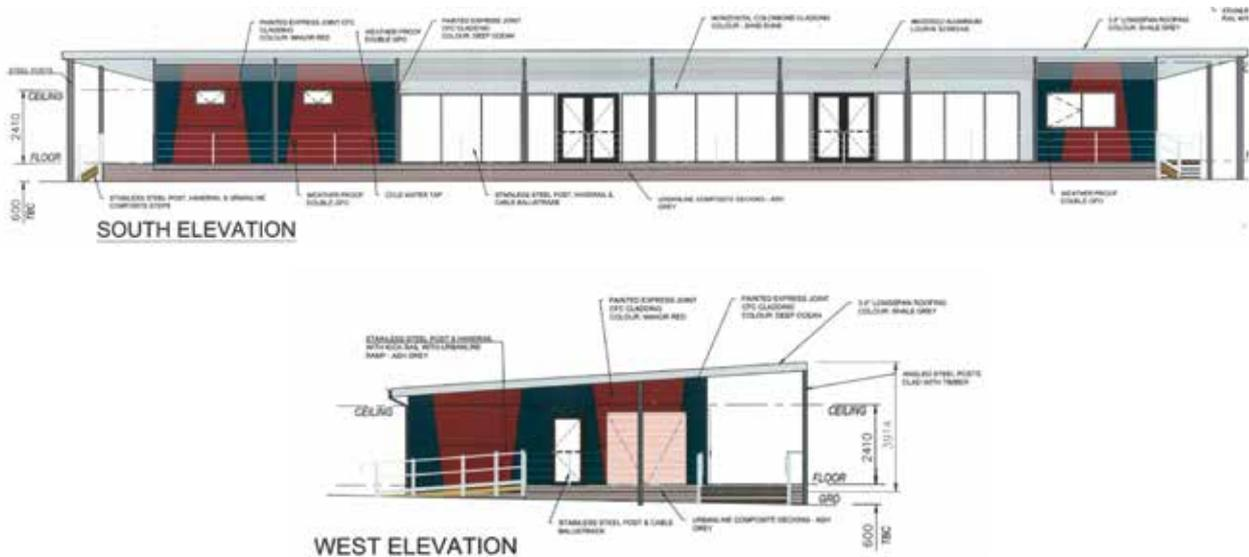 PAINTED EXPRESS JOINT CFC
CLADDING
COLOUR: MANOR RED
WEATHER PROOF
DOUBLE GPO
PAINTED EXPRESS JOINT
CFC CLADDING
COLOUR: DEEP OCEAN
HORIZONTAL COLORBOND CLADDING
COLOUR:
ALUMINIUM
LOUVRE SCREENS
LONGSPAN ROOFING
COLOUR: SHALE GREY
STEEL POSTS
CEILING
2410
FLOOR
600
TBC
STAINLESS STEEL POST, HANDRAIL & URBANLINE
COMPOSITE STEPS
WEATHER PROOF
DOUBLE GPO
COLD WATER TAP
STAINLESS STEEL POST, HANDRAIL &
CABLE BALUSTRADE
URBANLINE COMPOSITE DECKING - ASH
GREY
WEATHER PROOF
DOUBLE GPO
SOUTH ELEVATION
PAINTED EXPRESS JOINT
CFC CLADDING
COLOUR: MANOR RED
PAINTED EXPRESS JOINT
CFC CLADDING
COLOUR: DEEP OCEAN
LONGSPAN ROOFING
COLOUR: SHALE GREY
STAINLESS STEEL POST & HANDRAIL
WITH KICK RAIL WITH URBANLINE
RAMP - ASH GREY
ANGLED STEEL POSTS
CLAD WITH TIMBER
CEILING
CEILING
2410
FLOOR
GRD
600
TBC
STAINLESS STEEL POST & CABLE
BALUSTRADE
URBANLINE COMPOSITE DECKING - ASH
GREY
WEST ELEVATION